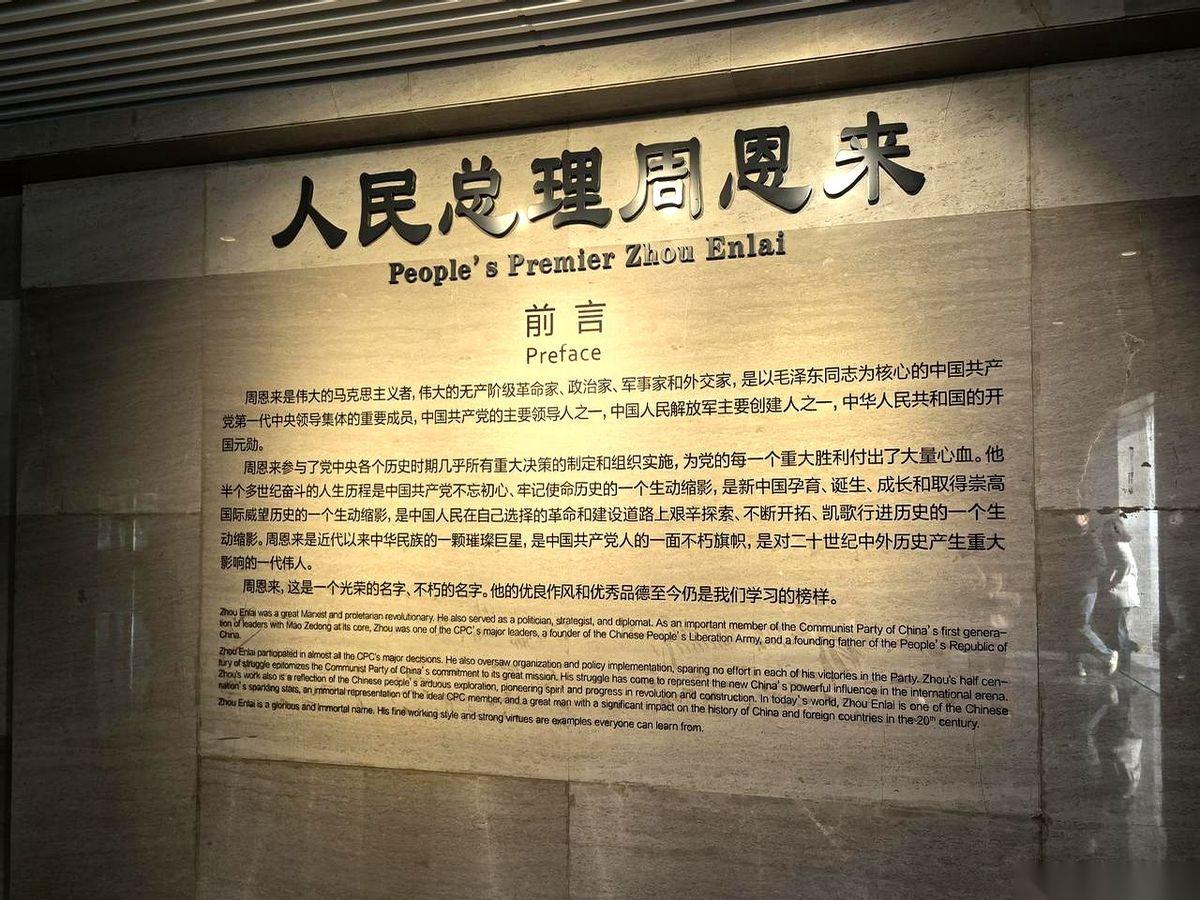 人民总理周恩来
People's Premier Zhou Enlai
前言
Preface
周恩来是伟大的马克思主义者，伟大的无产阶级革命家、政治家、军事家和外交家，是以毛泽东同志为核心的中国共产
党第一代中央领导集体的重要成员，中国共产党的主要领导人之一，中国人民解放军主要创建人之一，中华人民共和国的开
国元勋。
周恩来参与了党中央各个历史时期几乎所有重大决策的制定和组织实施，为党的每一个重大胜利付出了大量心血。他
半个多世纪奋斗的人生历程是中国共产党不忘初心、牢记使命历史的一个生动缩影，是新中国孕育、诞生、成长和取得崇高
国际威望历史的一个生动缩影，是中国人民在自己选择的革命和建设道路上艰辛探索、不断开拓、凯歌行进历史的一个生
动缩影。周恩来是近代以来中华民族的一颗璀璨巨星，是中国共产党人的一面不朽旗帜，是对二十世纪中外历史产生重大
影响的一代伟人。
周恩来，这是一个光荣的名字、不朽的名字。他的优良作风和优秀品德至今仍是我们学习的榜样。
Zhou Enlai was a great Marxist and proletarian revolutionary. He also served as a politician, strategist, and diplomat. As an important member of the Communist Party of China's first genera-
tion of leaders with Mao Zedong at its core, Zhou was one of the CPC's major leaders, a founder of the Chinese People's Liberation Army, and a founding father of the People's Republic of
China.
Zhou Enlai participated in almost all the CPC's major decisions. He also oversaw organization and policy implementation, sparing no effort in each of his victories in the Party. Zhou's half cen-
tury of struggle epitomizes the Communist Party of China's commitment to its great mission. His struggle has come to represent the new China's powerful influence in the international arena.
Zhou's work also is a reflection of the Chinese people's arduous exploration, pioneering spirit and progress in revolution and construction. In today's world, Zhou Enlai is one of the Chinese
nation's sparkling stars, an immortal representation of the ideal CPC member, and a great man with a significant impact on the history of China and foreign countries in the 20th century.
Zhou Enlai is a glorious and immortal name. His fine working style and strong virtues are examples everyone can learn from.